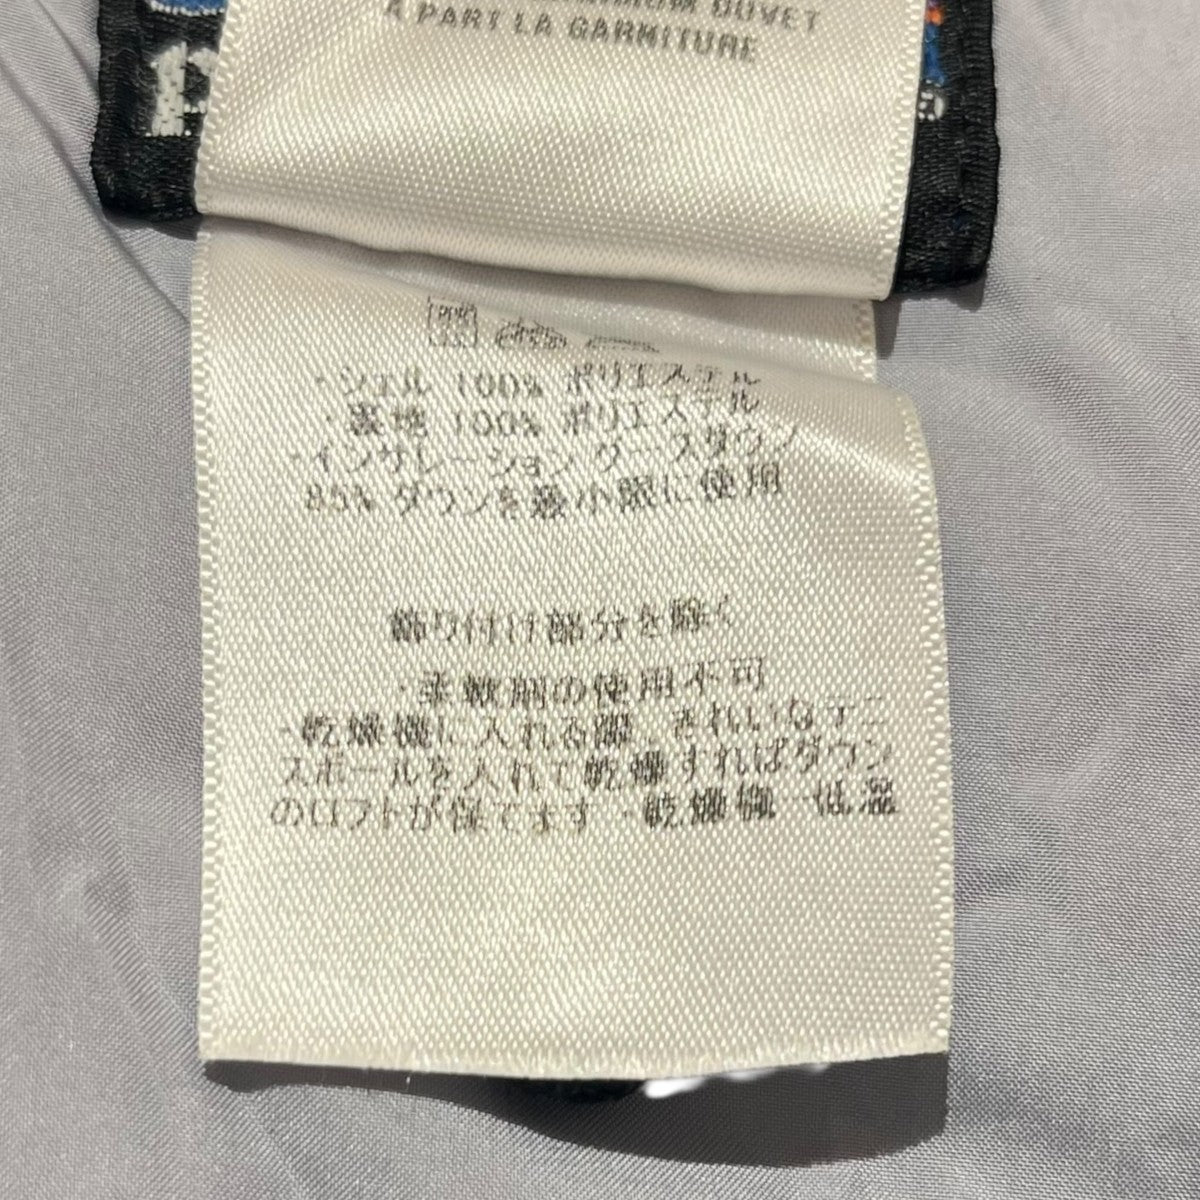 DUVET
À PART LA GARNITURE
・シェル 100% ポリエステル
・裏地 100% ポリエステル
・インサレーション グースダウン
85% ダウンを最小限に使用
飾り付け部分を除く
・柔軟剤の使用不可
・乾燥機に入れる際、きれいなテニ
スボールを入れて乾燥すればダウン
のロフトが保てます・乾燥機－低温